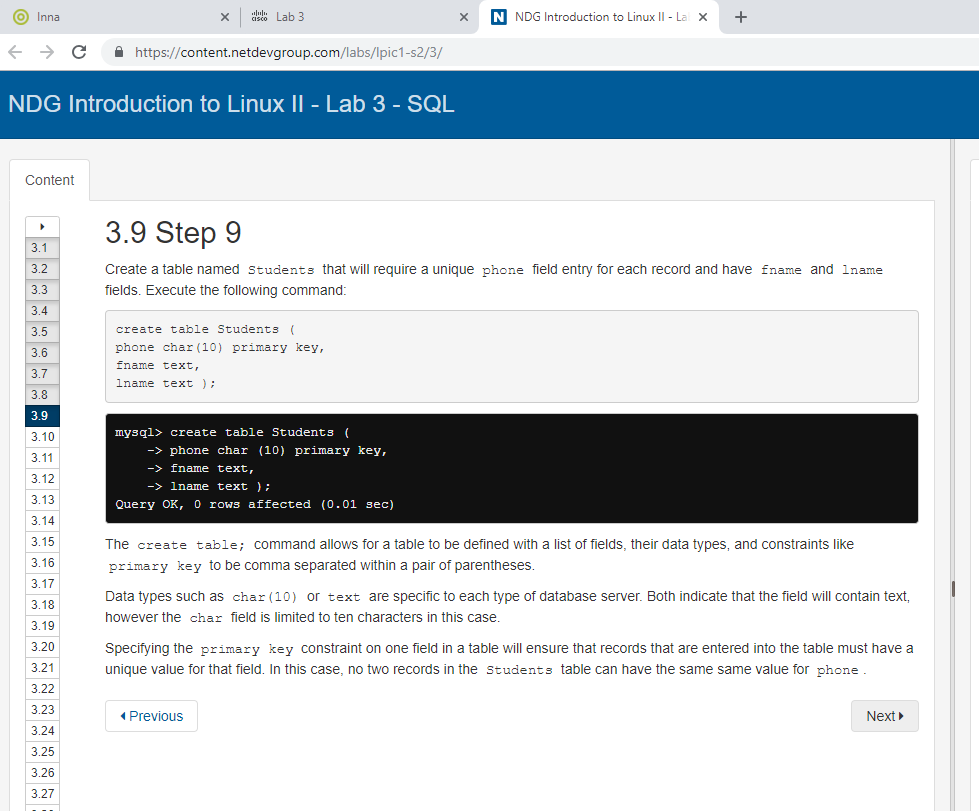 Inna
cisco Lab 3
N NDG Introduction to Linux II - La
https://content.netdevgroup.com/labs/lpic1-s2/3/
NDG Introduction to Linux II - Lab 3 - SQL
Content
3.1
3.2
3.3
3.4
3.5
3.6
3.7
3.8
3.9
3.10
3.11
3.12
3.13
3.14
3.15
3.16
3.17
3.18
3.19
3.20
3.21
3.22
3.23
3.24
3.25
3.26
3.27
3.9 Step 9
Create a table named Students that will require a unique phone field entry for each record and have fname and lname
fields. Execute the following command:
create table Students (
phone char(10) primary key,
fname text,
lname text );
mysql> create table Students (
    -> phone char (10) primary key,
    -> fname text,
    -> lname text );
Query OK, 0 rows affected (0.01 sec)
The create table; command allows for a table to be defined with a list of fields, their data types, and constraints like
primary key to be comma separated within a pair of parentheses.
Data types such as char(10) or text are specific to each type of database server. Both indicate that the field will contain text,
however the char field is limited to ten characters in this case.
Specifying the primary key constraint on one field in a table will ensure that records that are entered into the table must have a
unique value for that field. In this case, no two records in the Students table can have the same same value for phone.
Previous
Next